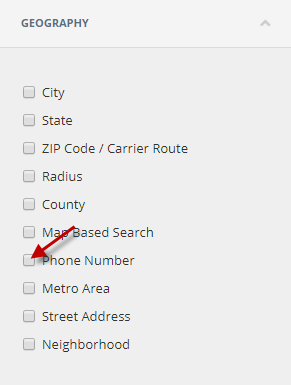 GEOGRAPHY
City
State
ZIP Code / Carrier Route
Radius
County
Map Based Search
Phone Number
Metro Area
Street Address
Neighborhood